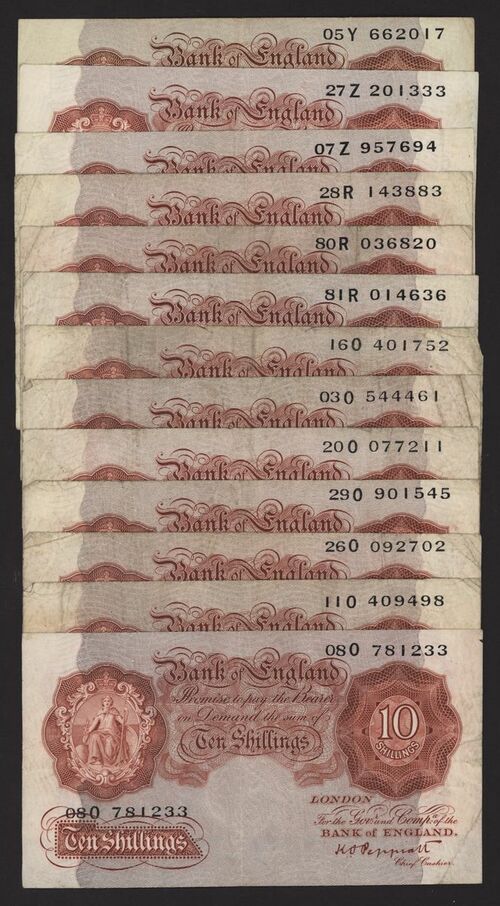 05Y 662017
Bank of England
27Z 201333
Bank of England
07Z 957694
Bank of England
28R 143883
Bank of England
80R 036820
Bank of England
81R 014636
Bank of England
16O 401752
Bank of England
03O 544461
Bank of England
20O 077211
Bank of England
29O 901545
Bank of England
26O 092702
Bank of England
11O 409498
Bank of England
08O 781233
Bank of England
Promise to pay the Bearer
on Demand the sum of
Ten Shillings
10
SHILLINGS
LONDON
For the Govr. and Compa. of the
BANK of ENGLAND.
08O 781233
Ten Shillings
K O Peppiatt
Chief Cashier.